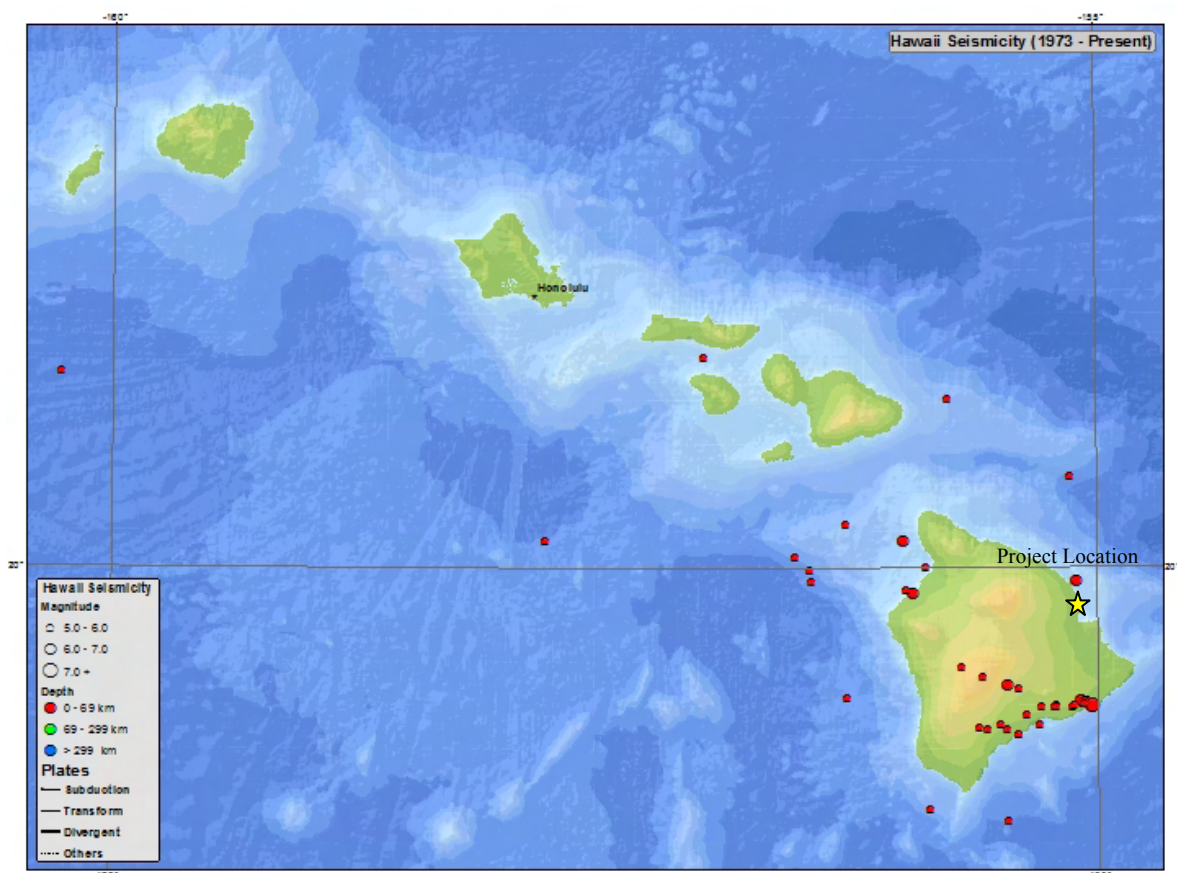 -160°
-155°
Hawaii Seismicity (1973 - Present)
Honolulu
Project Location
20°
20°
Hawaii Seismicity
Magnitude
5.0 - 6.0
6.0 - 7.0
7.0 +
Depth
0 - 69 km
69 - 299 km
> 299 km
Plates
Subduction
Transform
Divergent
Others